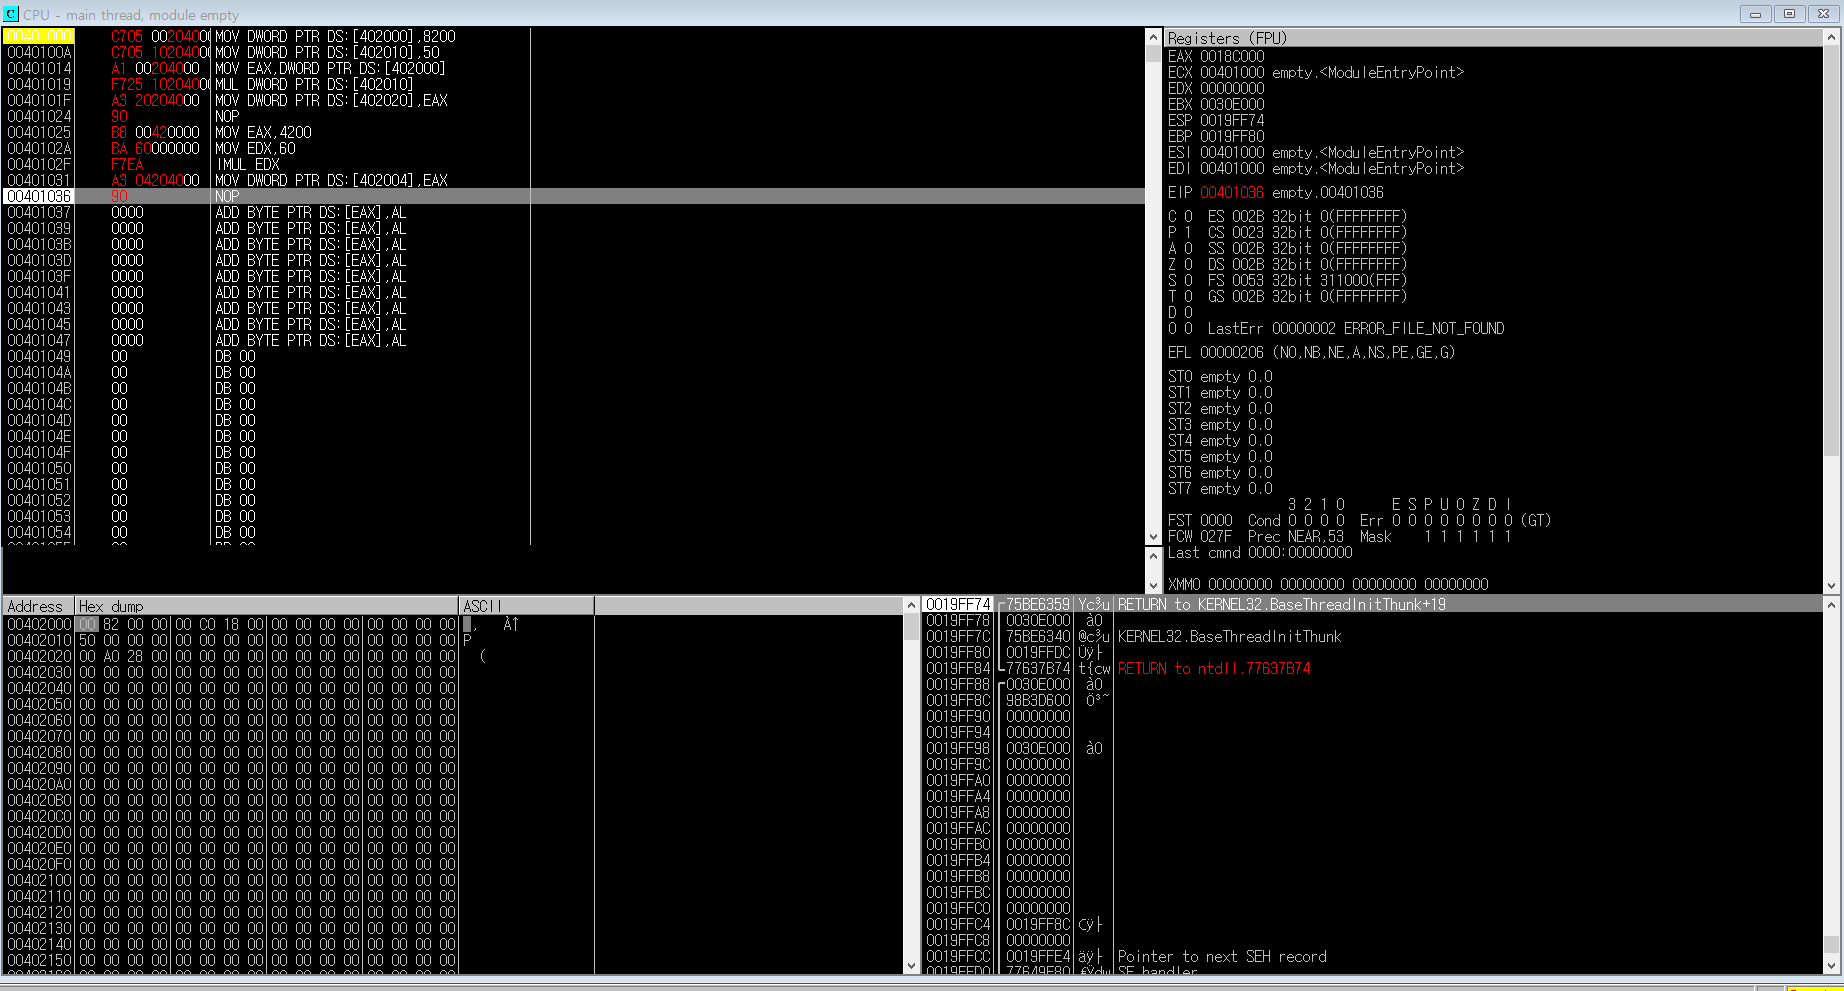 CPU - main thread, module empty
00401000 C705 00204000 MOV DWORD PTR DS:[402000],8200
0040100A C705 10204000 MOV DWORD PTR DS:[402010],50
00401014 A1 00204000 MOV EAX,DWORD PTR DS:[402000]
00401019 F725 10204000 MUL DWORD PTR DS:[402010]
0040101F A3 20204000 MOV DWORD PTR DS:[402020],EAX
00401024 90 NOP
00401025 B8 00420000 MOV EAX,4200
0040102A BA 60000000 MOV EDX,60
0040102F F7EA IMUL EDX
00401031 A3 04204000 MOV DWORD PTR DS:[402004],EAX
00401036 90 NOP
00401037 0000 ADD BYTE PTR DS:[EAX],AL
00401039 0000 ADD BYTE PTR DS:[EAX],AL
0040103B 0000 ADD BYTE PTR DS:[EAX],AL
0040103D 0000 ADD BYTE PTR DS:[EAX],AL
0040103F 0000 ADD BYTE PTR DS:[EAX],AL
00401041 0000 ADD BYTE PTR DS:[EAX],AL
00401043 0000 ADD BYTE PTR DS:[EAX],AL
00401045 0000 ADD BYTE PTR DS:[EAX],AL
00401047 0000 ADD BYTE PTR DS:[EAX],AL
00401049 00 DB 00
0040104A 00 DB 00
0040104B 00 DB 00
0040104C 00 DB 00
0040104D 00 DB 00
0040104E 00 DB 00
0040104F 00 DB 00
00401050 00 DB 00
00401051 00 DB 00
00401052 00 DB 00
00401053 00 DB 00
00401054 00 DB 00
Registers (FPU)
EAX 0018C000
ECX 00401000 empty.<ModuleEntryPoint>
EDX 00000000
EBX 0030E000
ESP 0019FF74
EBP 0019FF80
ESI 00401000 empty.<ModuleEntryPoint>
EDI 00401000 empty.<ModuleEntryPoint>
EIP 00401036 empty.00401036
C 0 ES 002B 32bit 0(FFFFFFFF)
P 1 CS 0023 32bit 0(FFFFFFFF)
A 0 SS 002B 32bit 0(FFFFFFFF)
Z 0 DS 002B 32bit 0(FFFFFFFF)
S 0 FS 0053 32bit 311000(FFF)
T 0 GS 002B 32bit 0(FFFFFFFF)
D 0
O 0 LastErr 00000002 ERROR_FILE_NOT_FOUND
EFL 00000206 (NO,NB,NE,A,NS,PE,GE,G)
ST0 empty 0.0
ST1 empty 0.0
ST2 empty 0.0
ST3 empty 0.0
ST4 empty 0.0
ST5 empty 0.0
ST6 empty 0.0
ST7 empty 0.0
3 2 1 0 E S P U O Z D I
FST 0000 Cond 0 0 0 0 Err 0 0 0 0 0 0 0 0 (GT)
FCW 027F Prec NEAR,53 Mask 1 1 1 1 1 1
Last cmnd 0000:00000000
XMM0 00000000 00000000 00000000 00000000
Address Hex dump ASCII
00402000 00 82 00 00 00 C0 18 00 00 00 00 00 00 00 00 00 , À↑
00402010 50 00 00 00 00 00 00 00 00 00 00 00 00 00 00 00 P
00402020 00 A0 28 00 00 00 00 00 00 00 00 00 00 00 00 00 (
00402030 00 00 00 00 00 00 00 00 00 00 00 00 00 00 00 00
00402040 00 00 00 00 00 00 00 00 00 00 00 00 00 00 00 00
00402050 00 00 00 00 00 00 00 00 00 00 00 00 00 00 00 00
00402060 00 00 00 00 00 00 00 00 00 00 00 00 00 00 00 00
00402070 00 00 00 00 00 00 00 00 00 00 00 00 00 00 00 00
00402080 00 00 00 00 00 00 00 00 00 00 00 00 00 00 00 00
00402090 00 00 00 00 00 00 00 00 00 00 00 00 00 00 00 00
004020A0 00 00 00 00 00 00 00 00 00 00 00 00 00 00 00 00
004020B0 00 00 00 00 00 00 00 00 00 00 00 00 00 00 00 00
004020C0 00 00 00 00 00 00 00 00 00 00 00 00 00 00 00 00
004020D0 00 00 00 00 00 00 00 00 00 00 00 00 00 00 00 00
004020E0 00 00 00 00 00 00 00 00 00 00 00 00 00 00 00 00
004020F0 00 00 00 00 00 00 00 00 00 00 00 00 00 00 00 00
00402100 00 00 00 00 00 00 00 00 00 00 00 00 00 00 00 00
00402110 00 00 00 00 00 00 00 00 00 00 00 00 00 00 00 00
00402120 00 00 00 00 00 00 00 00 00 00 00 00 00 00 00 00
00402130 00 00 00 00 00 00 00 00 00 00 00 00 00 00 00 00
00402140 00 00 00 00 00 00 00 00 00 00 00 00 00 00 00 00
00402150 00 00 00 00 00 00 00 00 00 00 00 00 00 00 00 00
0019FF74 75BE6359 Yc³u RETURN to KERNEL32.BaseThreadInitThunk+19
0019FF78 0030E000 à0
0019FF7C 75BE6340 @c³u KERNEL32.BaseThreadInitThunk
0019FF80 0019FFDC Üÿ├
0019FF84 77637B74 t{cw RETURN to ntdll.77637B74
0019FF88 0030E000 à0
0019FF8C 98B3D600 Ö³˜
0019FF90 00000000
0019FF94 00000000
0019FF98 0030E000 à0
0019FF9C 00000000
0019FFA0 00000000
0019FFA4 00000000
0019FFA8 00000000
0019FFAC 00000000
0019FFB0 00000000
0019FFB4 00000000
0019FFB8 00000000
0019FFBC 00000000
0019FFC0 00000000
0019FFC4 0019FF8C Cÿ├
0019FFC8 00000000
0019FFCC 0019FFE4 äÿ├ Pointer to next SEH record
0019FFD0 77649F80 SE handler